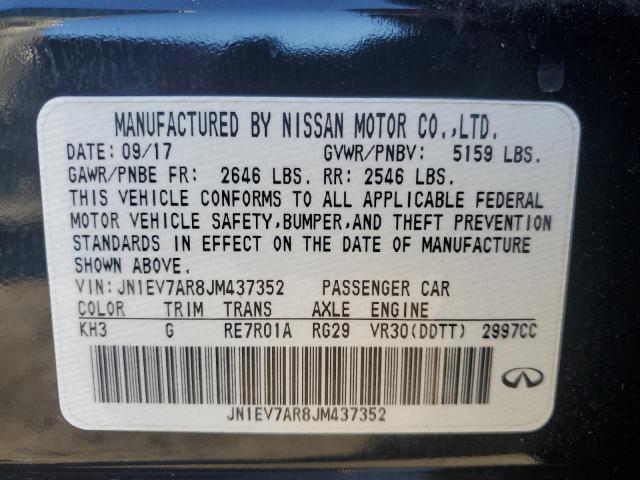 MANUFACTURED BY NISSAN MOTOR CO.,LTD.
DATE: 09/17 GVWR/PNBV: 5159 LBS.
GAWR/PNBE FR: 2646 LBS. RR: 2546 LBS.
THIS VEHICLE CONFORMS TO ALL APPLICABLE FEDERAL
MOTOR VEHICLE SAFETY,BUMPER,AND THEFT PREVENTION
STANDARDS IN EFFECT ON THE DATE OF MANUFACTURE
SHOWN ABOVE.
VIN:JN1EV7AR8JM437352 PASSENGER CAR
COLOR TRIM TRANS AXLE ENGINE
KH3 G RE7R01A RG29 VR30(DDTT) 2997CC
JN1EV7AR8JM437352